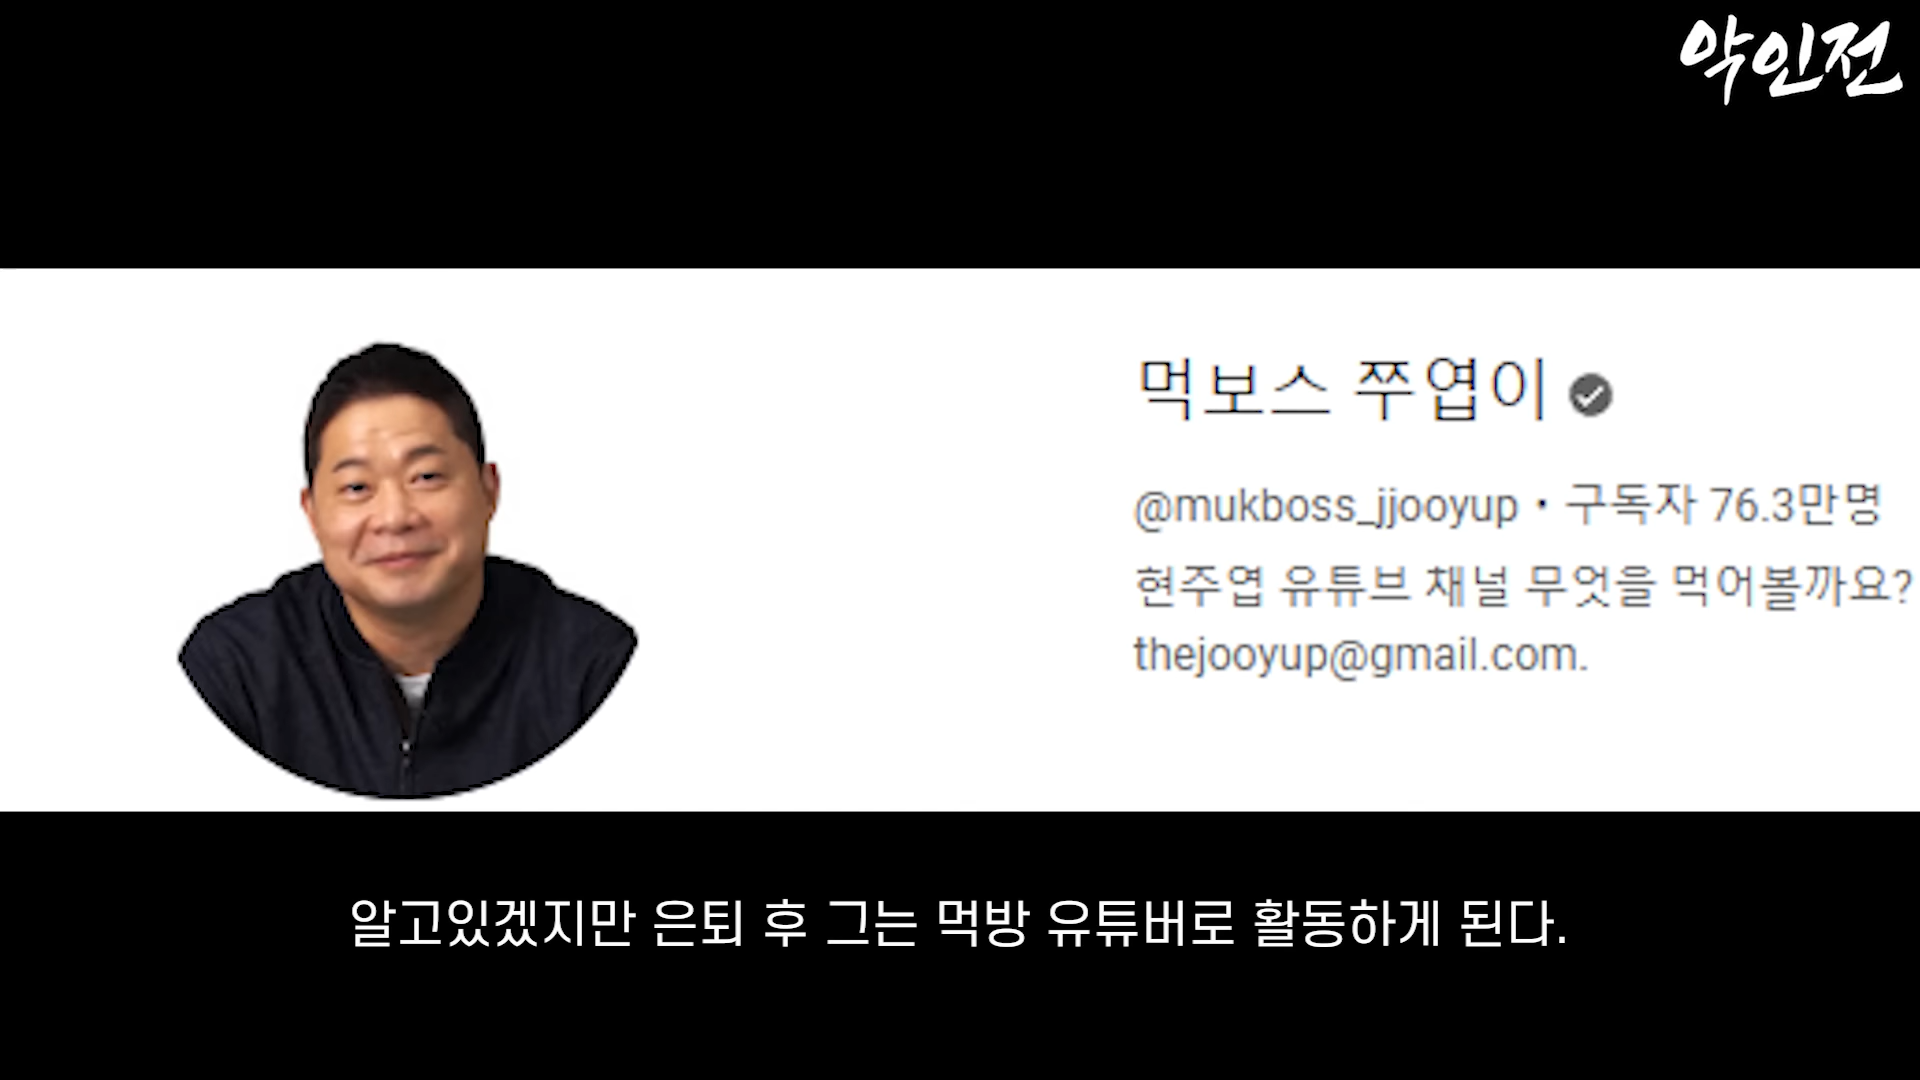 약인전
먹보스 쭈엽이
@mukboss_jjooyup • 구독자 76.3만명
현주엽 유튜브 채널 무엇을 먹어볼까요?
thejooyup@gmail.com.
알고있겠지만 은퇴 후 그는 먹방 유튜버로 활동하게 된다.